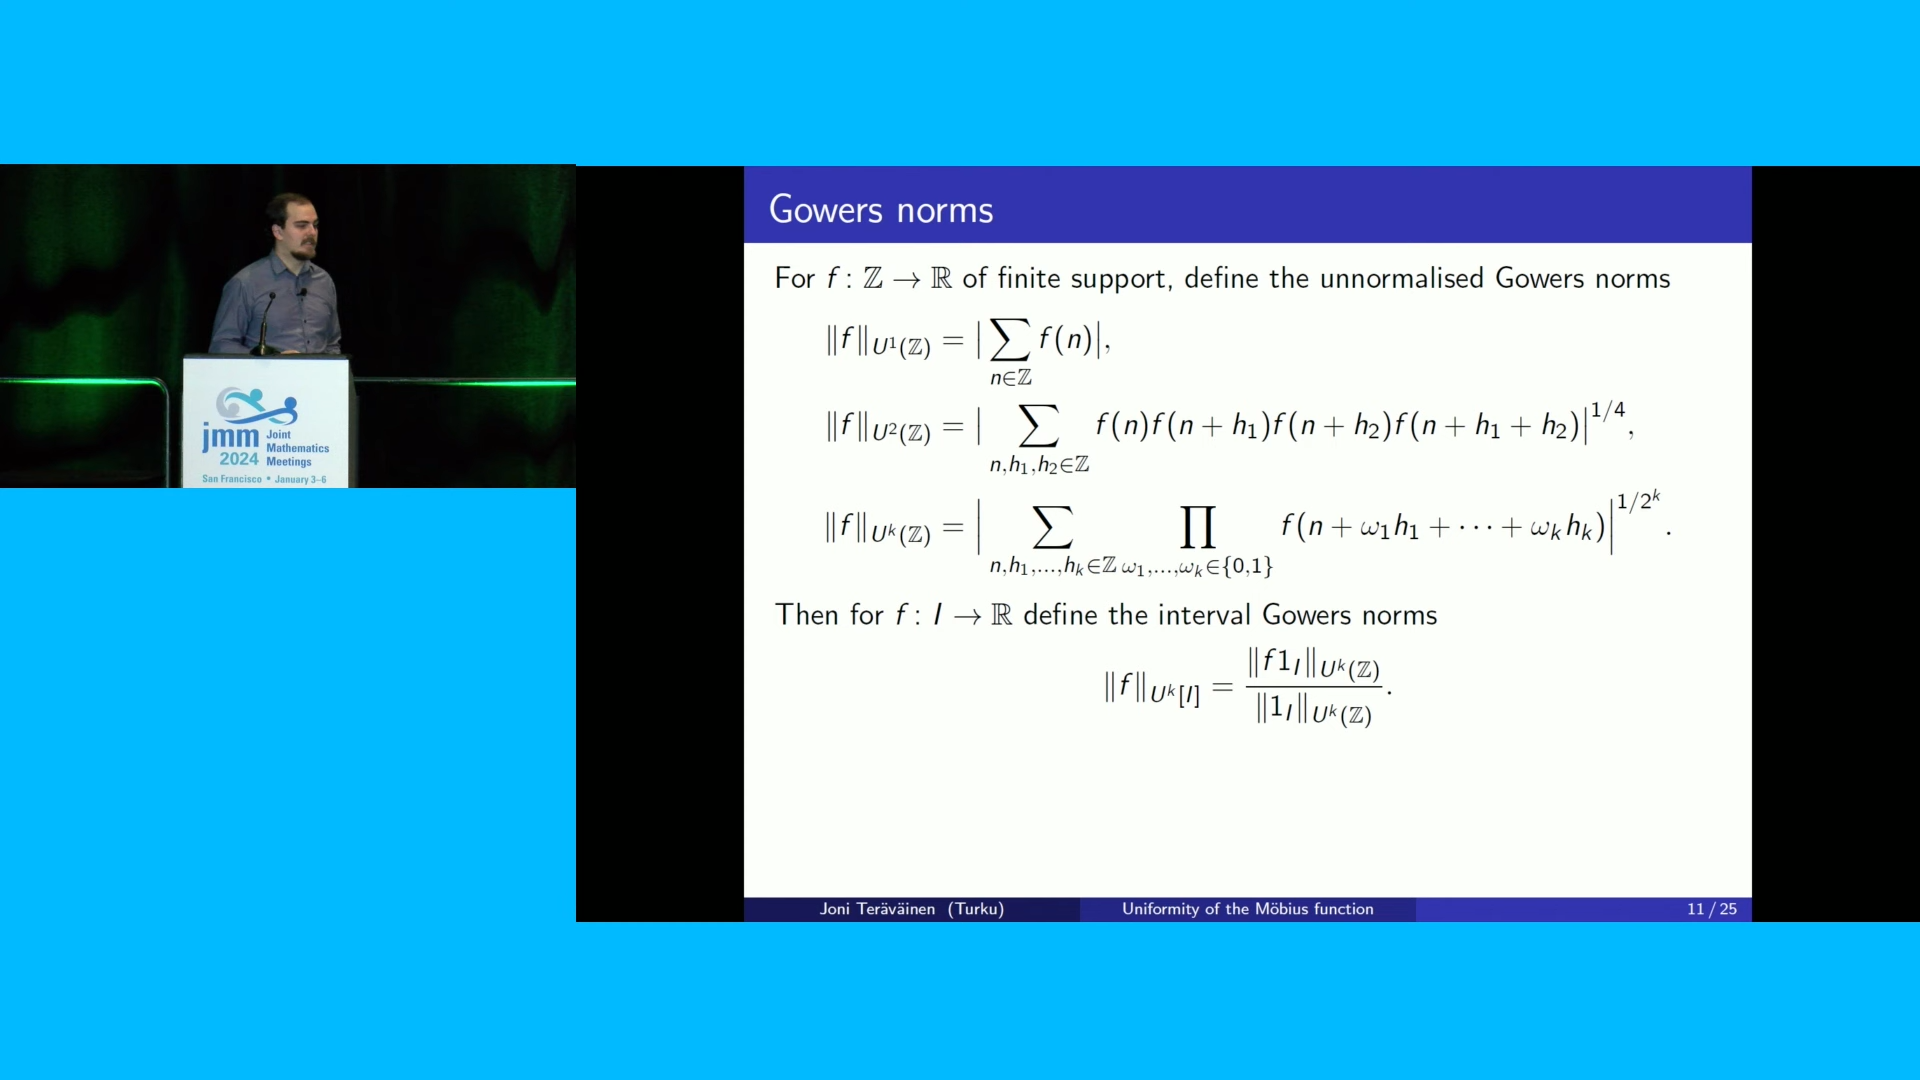 jmm Joint
Mathematics
2024 Meetings
San Francisco • January 3–6
Gowers norms
For f : ℤ → ℝ of finite support, define the unnormalised Gowers norms
‖f‖_{U¹(ℤ)} = |∑_{n∈ℤ} f(n)|,
‖f‖_{U²(ℤ)} = |∑_{n,h₁,h₂∈ℤ} f(n)f(n + h₁)f(n + h₂)f(n + h₁ + h₂)|^{1/4},
‖f‖_{U^k(ℤ)} = |∑_{n,h₁,...,h_k∈ℤ} ∏_{ω₁,...,ω_k∈{0,1}} f(n + ω₁h₁ + ⋯ + ω_k h_k)|^{1/2^k}.
Then for f : I → ℝ define the interval Gowers norms
‖f‖_{U^k[I]} = ‖f1_I‖_{U^k(ℤ)} / ‖1_I‖_{U^k(ℤ)}.
Joni Teräväinen (Turku) Uniformity of the Möbius function 11 / 25